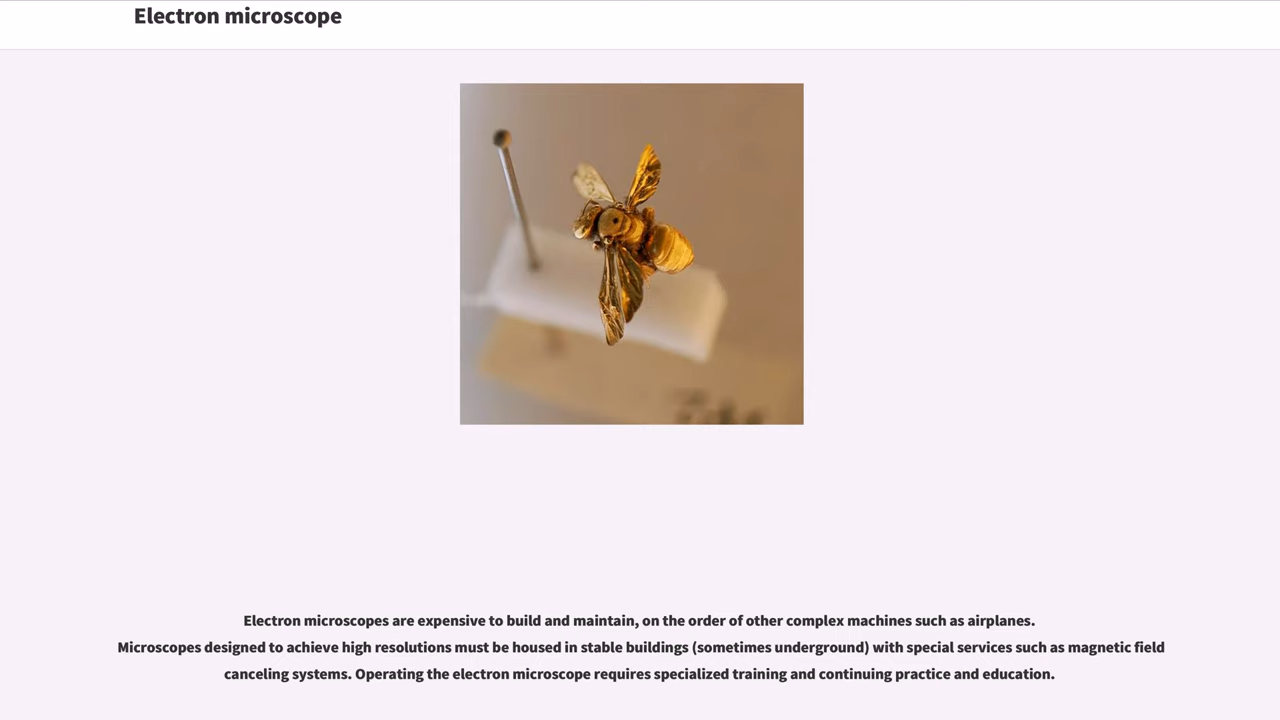 Electron microscope
Electron microscopes are expensive to build and maintain, on the order of other complex machines such as airplanes.
Microscopes designed to achieve high resolutions must be housed in stable buildings (sometimes underground) with special services such as magnetic field
canceling systems. Operating the electron microscope requires specialized training and continuing practice and education.